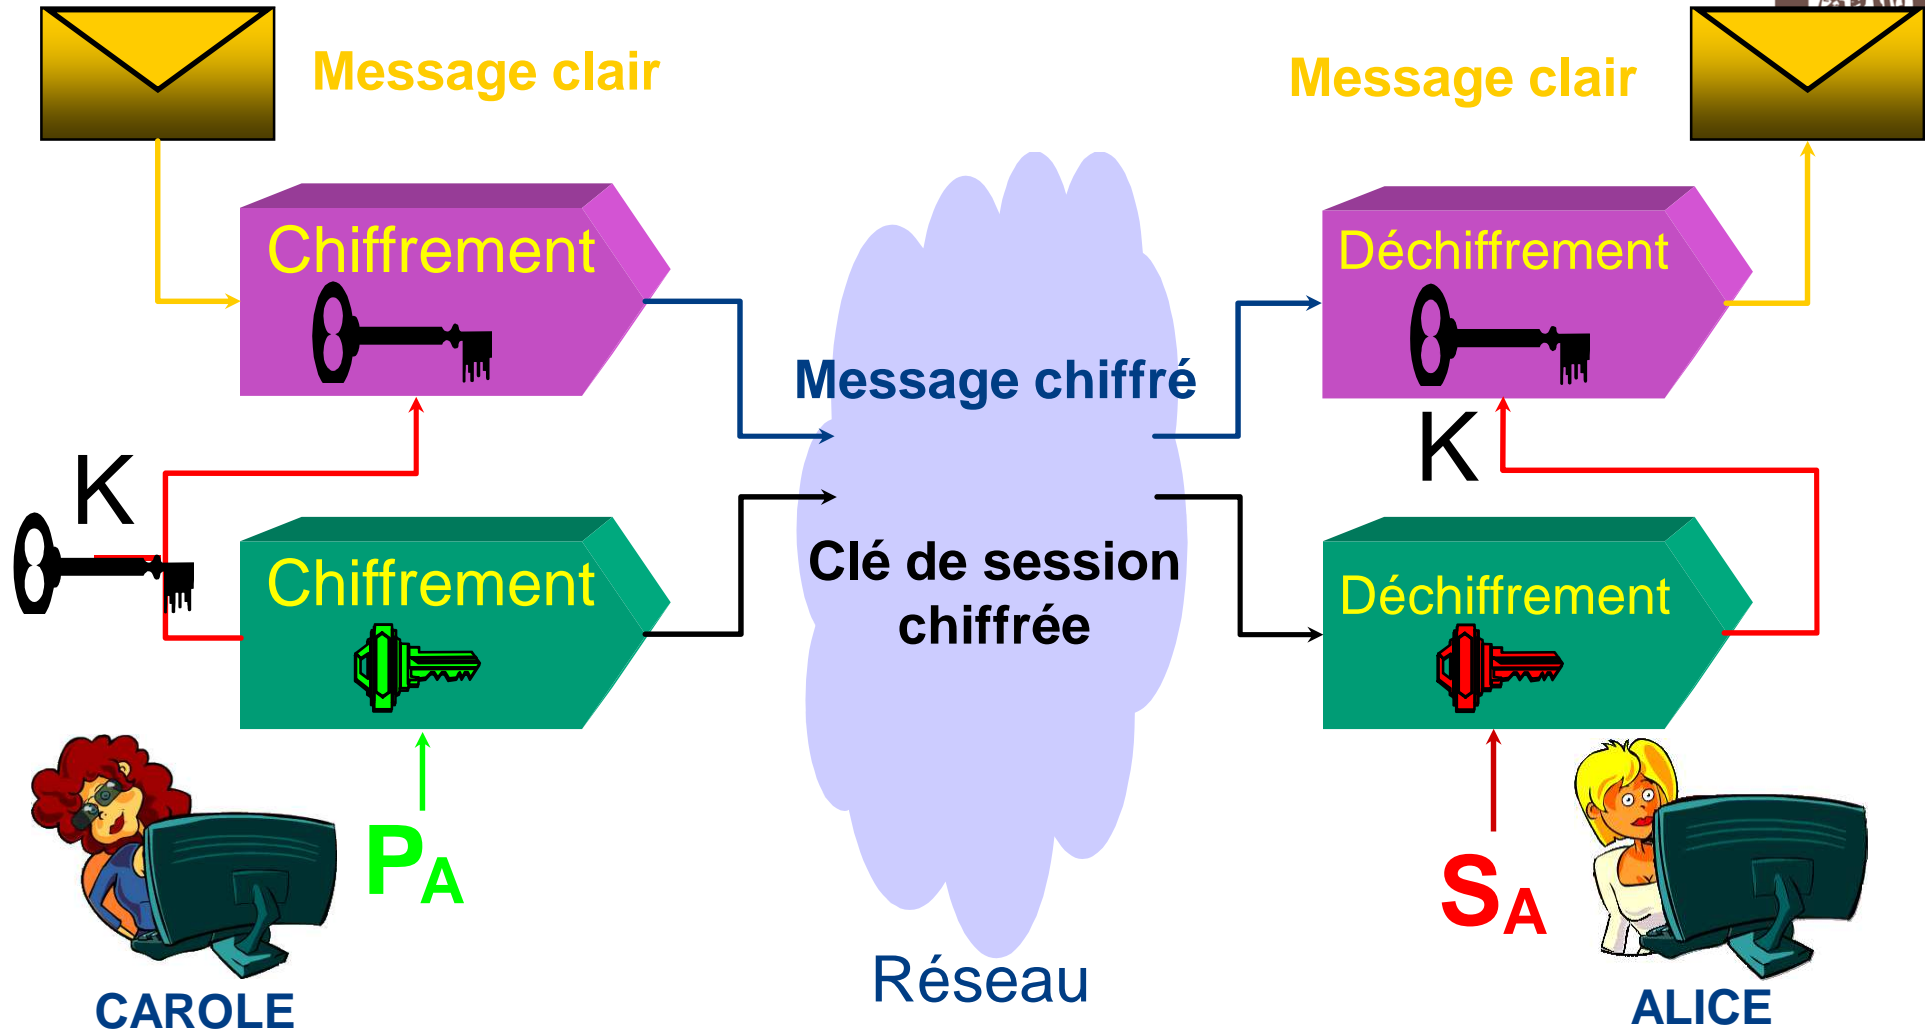 Message clair
Message clair
Chiffrement
Déchiffrement
Message chiffré
K
K
Chiffrement
Clé de session
chiffrée
Déchiffrement
PA
SA
Réseau
CAROLE
ALICE